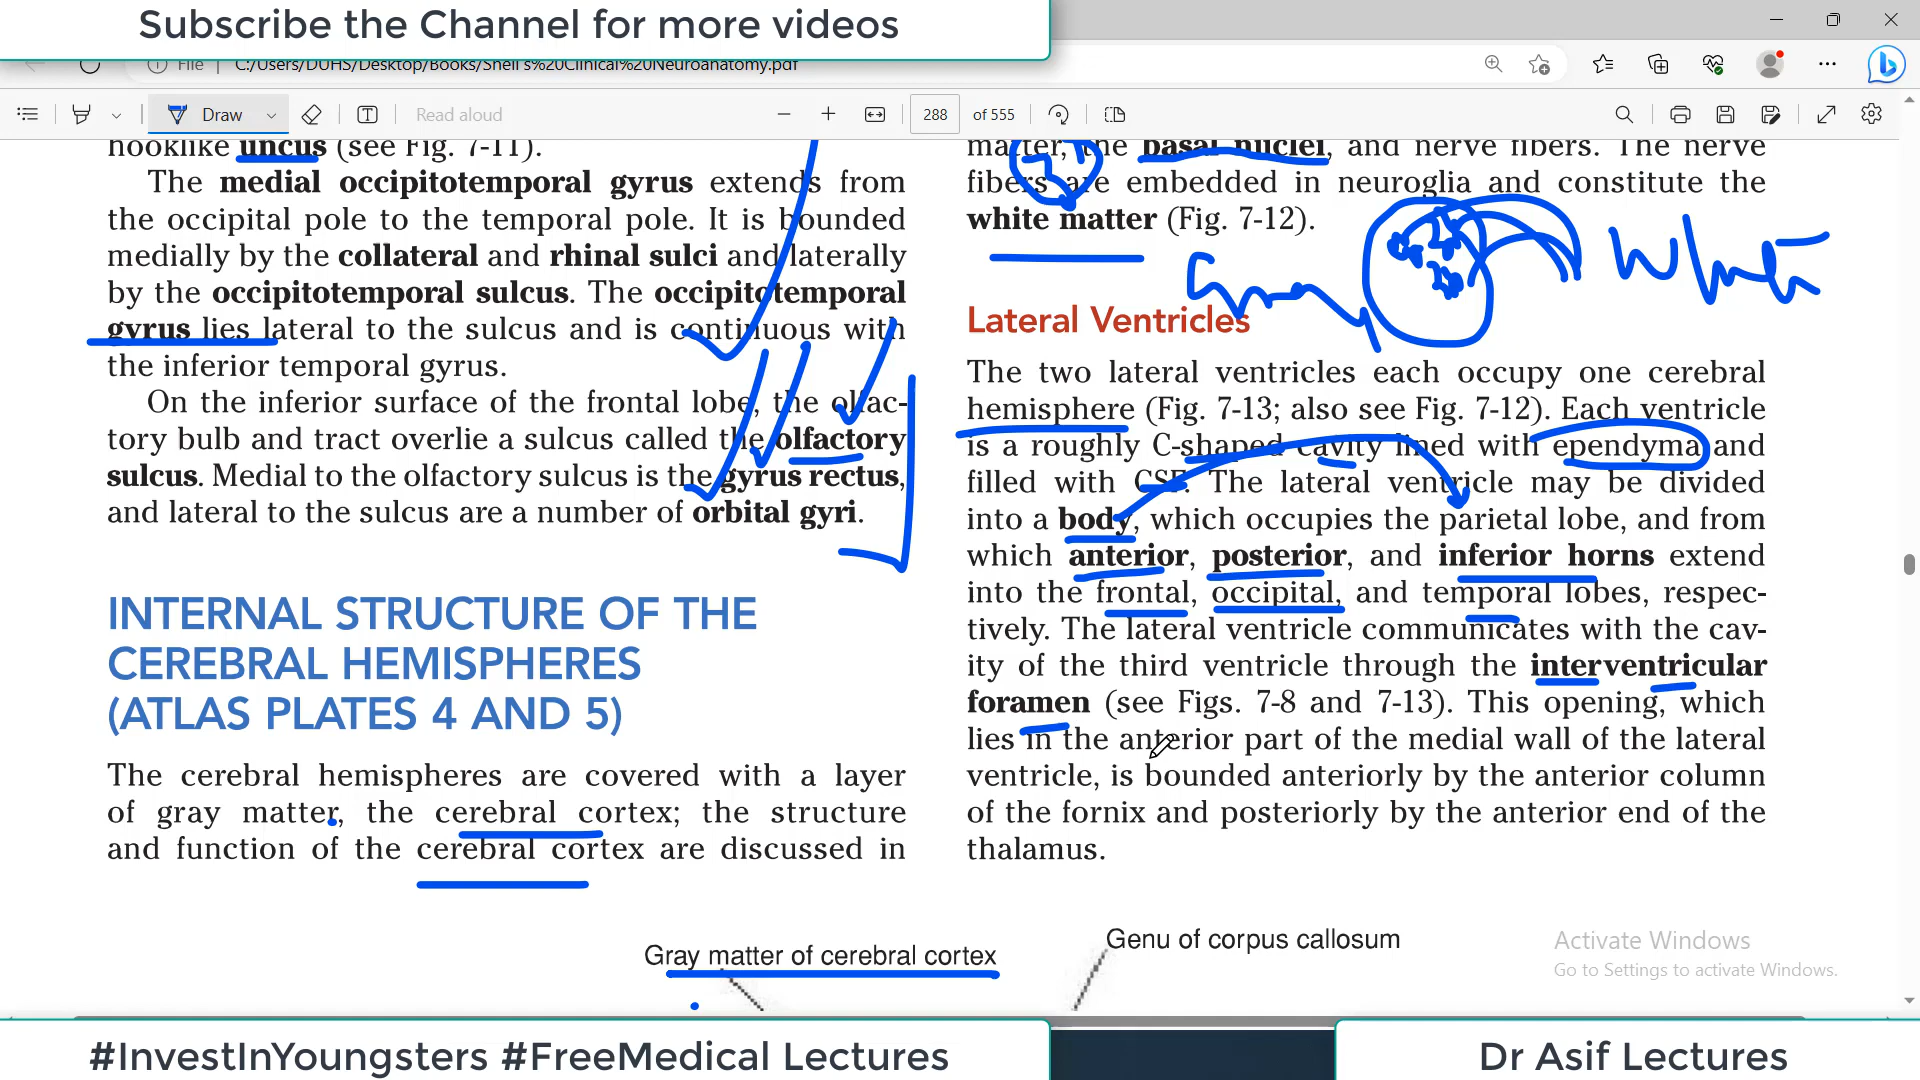 Subscribe the Channel for more videos
File | C:/Users/DUHS/Desktop/Books/Snell's%20Clinical%20Neuroanatomy.pdf
Draw
Read aloud
288 of 555
hooklike uncus (see Fig. 7-11).
The medial occipitotemporal gyrus extends from
the occipital pole to the temporal pole. It is bounded
medially by the collateral and rhinal sulci and laterally
by the occipitotemporal sulcus. The occipitotemporal
gyrus lies lateral to the sulcus and is continuous with
the inferior temporal gyrus.
On the inferior surface of the frontal lobe, the olfac-
tory bulb and tract overlie a sulcus called the olfactory
sulcus. Medial to the olfactory sulcus is the gyrus rectus,
and lateral to the sulcus are a number of orbital gyri.
INTERNAL STRUCTURE OF THE
CEREBRAL HEMISPHERES
(ATLAS PLATES 4 AND 5)
The cerebral hemispheres are covered with a layer
of gray matter, the cerebral cortex; the structure
and function of the cerebral cortex are discussed in
matter, the basal nuclei, and nerve fibers. The nerve
fibers are embedded in neuroglia and constitute the
white matter (Fig. 7-12).
Lateral Ventricles
The two lateral ventricles each occupy one cerebral
hemisphere (Fig. 7-13; also see Fig. 7-12). Each ventricle
is a roughly C-shaped cavity lined with ependyma and
filled with CSF. The lateral ventricle may be divided
into a body, which occupies the parietal lobe, and from
which anterior, posterior, and inferior horns extend
into the frontal, occipital, and temporal lobes, respec-
tively. The lateral ventricle communicates with the cav-
ity of the third ventricle through the interventricular
foramen (see Figs. 7-8 and 7-13). This opening, which
lies in the anterior part of the medial wall of the lateral
ventricle, is bounded anteriorly by the anterior column
of the fornix and posteriorly by the anterior end of the
thalamus.
Gray matter of cerebral cortex
Genu of corpus callosum
Activate Windows
Go to Settings to activate Windows.
#InvestInYoungsters #FreeMedical Lectures
Dr Asif Lectures